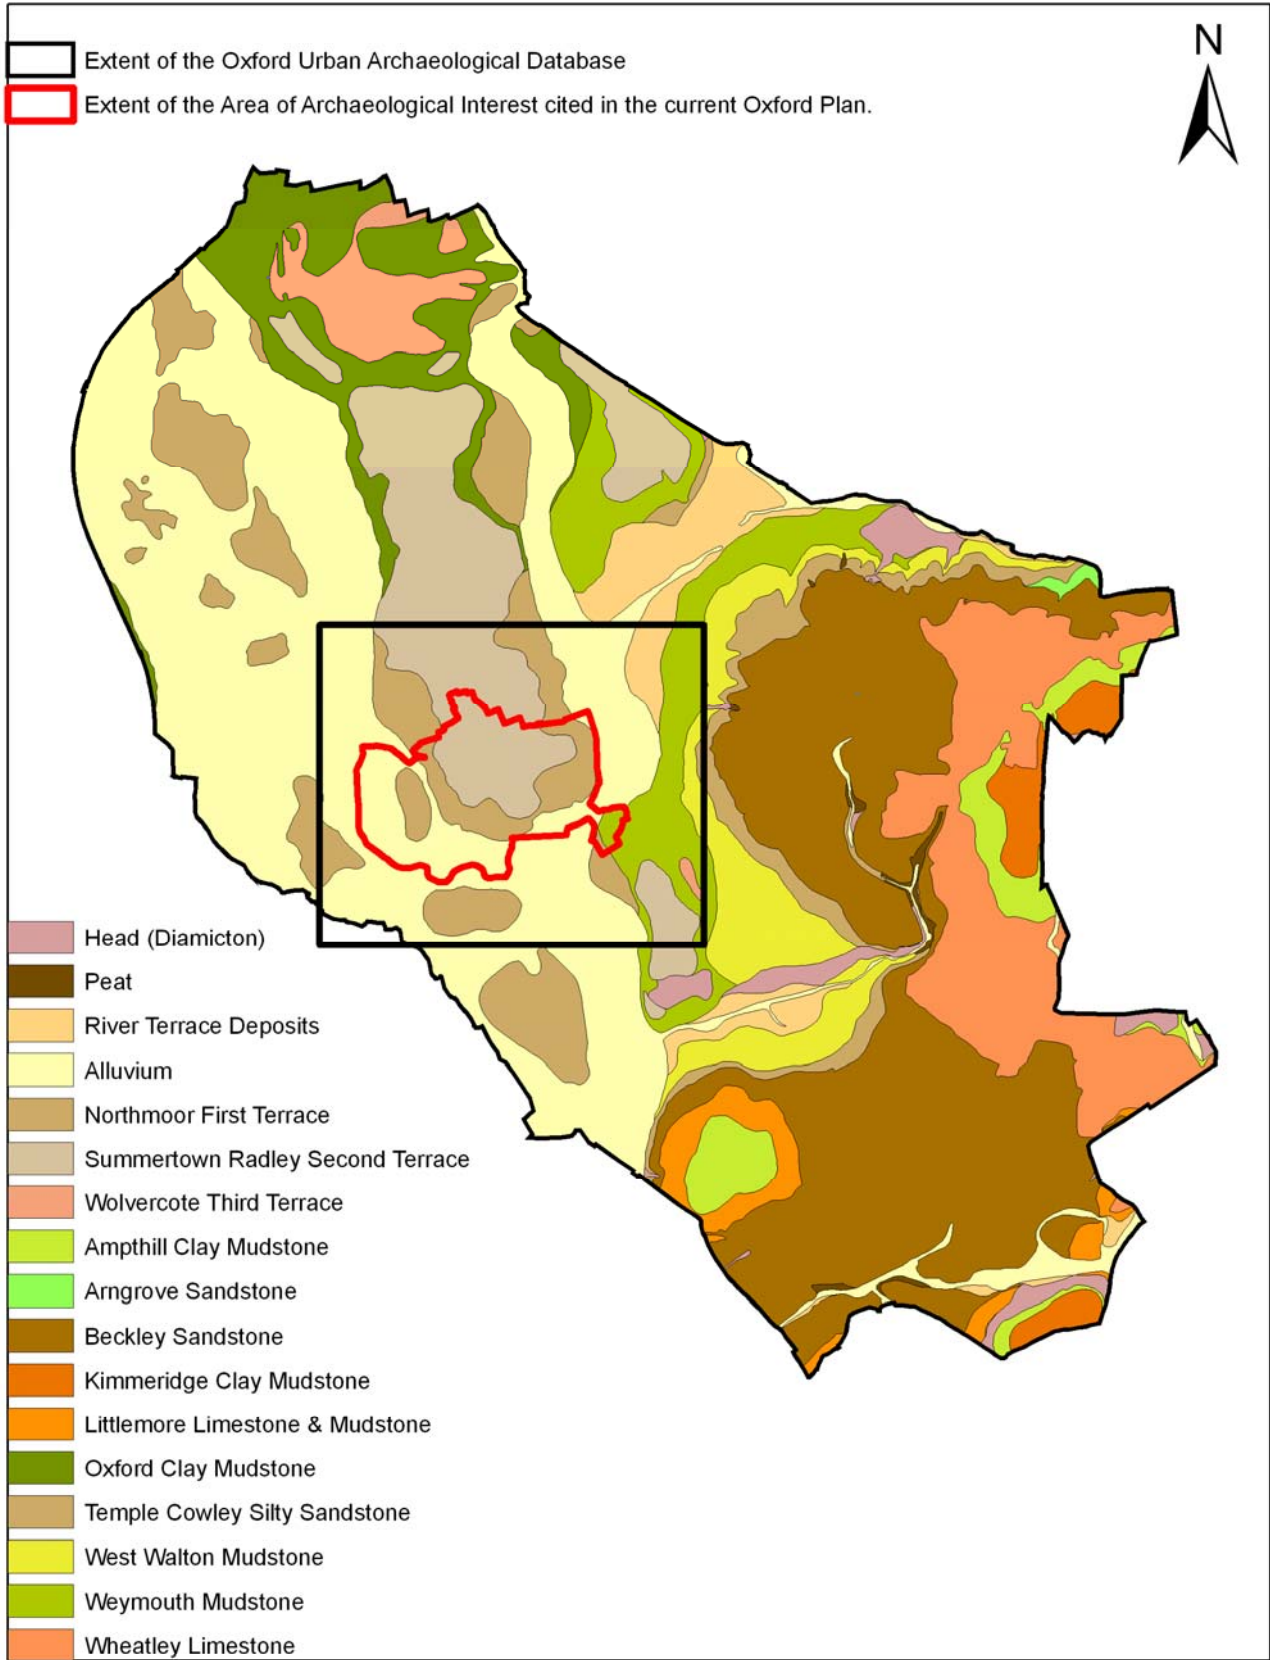 Extent of the Oxford Urban Archaeological Database
Extent of the Area of Archaeological Interest cited in the current Oxford Plan.
N
Head (Diamicton)
Peat
River Terrace Deposits
Alluvium
Northmoor First Terrace
Summertown Radley Second Terrace
Wolvercote Third Terrace
Ampthill Clay Mudstone
Arngrove Sandstone
Beckley Sandstone
Kimmeridge Clay Mudstone
Littlemore Limestone & Mudstone
Oxford Clay Mudstone
Temple Cowley Silty Sandstone
West Walton Mudstone
Weymouth Mudstone
Wheatley Limestone